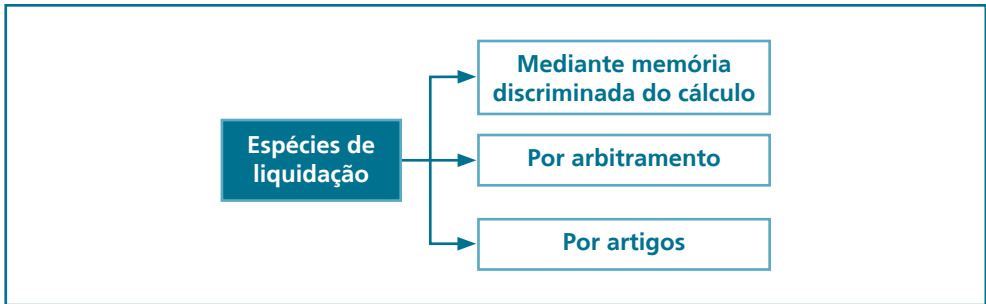 Espécies de
liquidação
Mediante memória
discriminada do cálculo
Por arbitramento
Por artigos